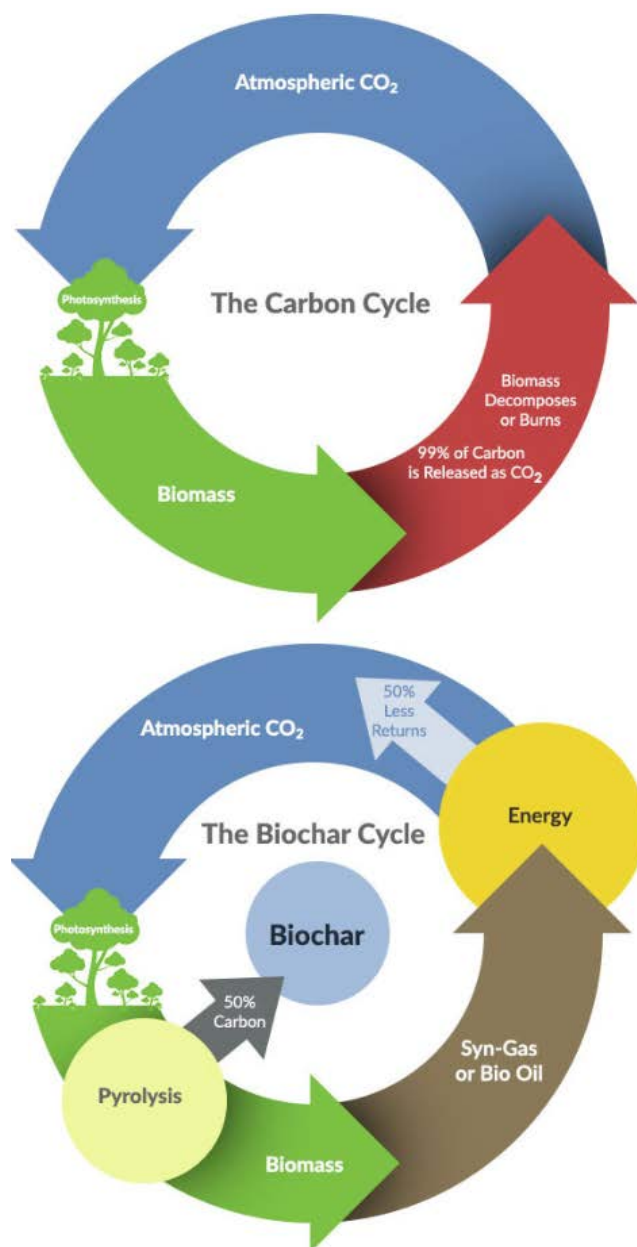 Atmospheric CO₂
Photosynthesis
The Carbon Cycle
Biomass
Decomposes
or Burns
99% of Carbon
is Released as CO₂
Biomass
50%
Less
Returns
Atmospheric CO₂
Energy
The Biochar Cycle
Photosynthesis
Biochar
50%
Carbon
Syn-Gas
or Bio Oil
Pyrolysis
Biomass